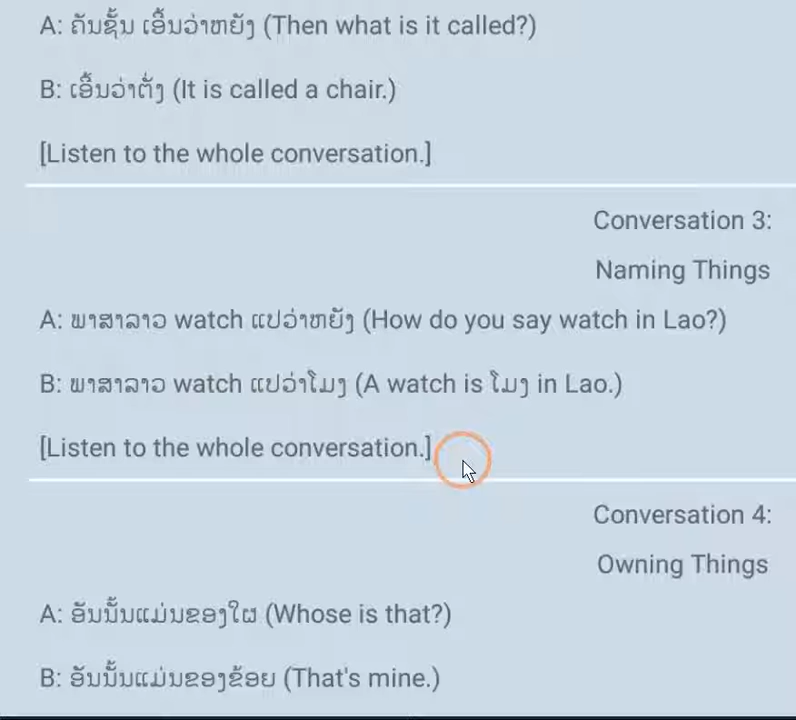 A: ຄັນຊັ້ນ ເອີ້ນວ່າຫຍັງ (Then what is it called?)
B: ເອີ້ນວ່າຕັ່ງ (It is called a chair.)
[Listen to the whole conversation.]
Conversation 3:
Naming Things
A: ພາສາລາວ watch ແປວ່າຫຍັງ (How do you say watch in Lao?)
B: ພາສາລາວ watch ແປວ່າໂມງ (A watch is ໂມງ in Lao.)
[Listen to the whole conversation.]
Conversation 4:
Owning Things
A: ອັນນັ້ນແມ່ນຂອງໃຜ (Whose is that?)
B: ອັນນັ້ນແມ່ນຂອງຂ້ອຍ (That's mine.)